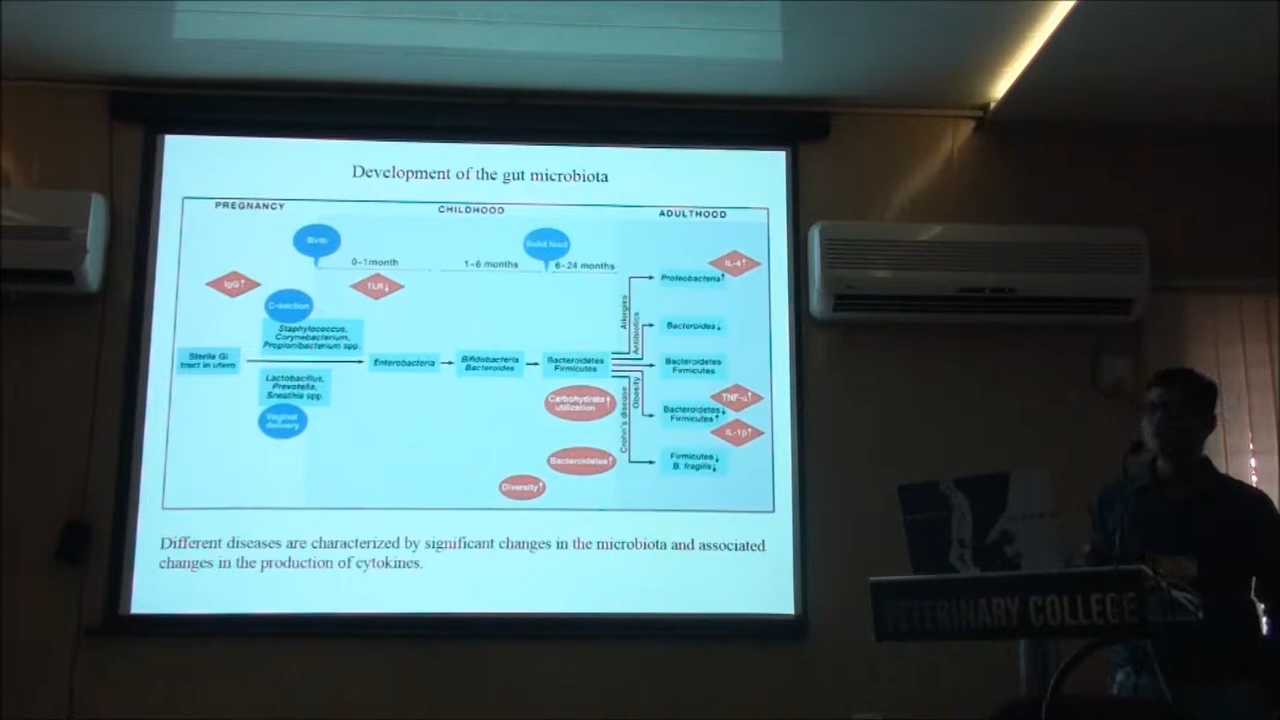 Development of the gut microbiota
PREGNANCY
CHILDHOOD
ADULTHOOD
Birth
Solid food
0-1 month
1-6 months
6-24 months
IgG↑
TLR↓
IL-4↑
C-section
Staphylococcus,
Corynebacterium,
Propionibacterium spp.
Sterile GI
tract in utero
Enterobacteria
Bifidobacteria
Bacteroides
Bacteroidetes
Firmicutes
Lactobacillus,
Prevotella,
Sneathia spp.
Vaginal
delivery
Carbohydrate↑
utilization
Bacteroidetes↑
Diversity↑
Allergies
Antibiotics
Obesity
Crohn's disease
Proteobacteria↑
Bacteroides↓
Bacteroidetes
Firmicutes
TNF-α↑
Bacteroidetes↓
Firmicutes↑
IL-1β↑
Firmicutes↓
B. fragilis↓
Different diseases are characterized by significant changes in the microbiota and associated
changes in the production of cytokines.
VETERINARY COLLEGE